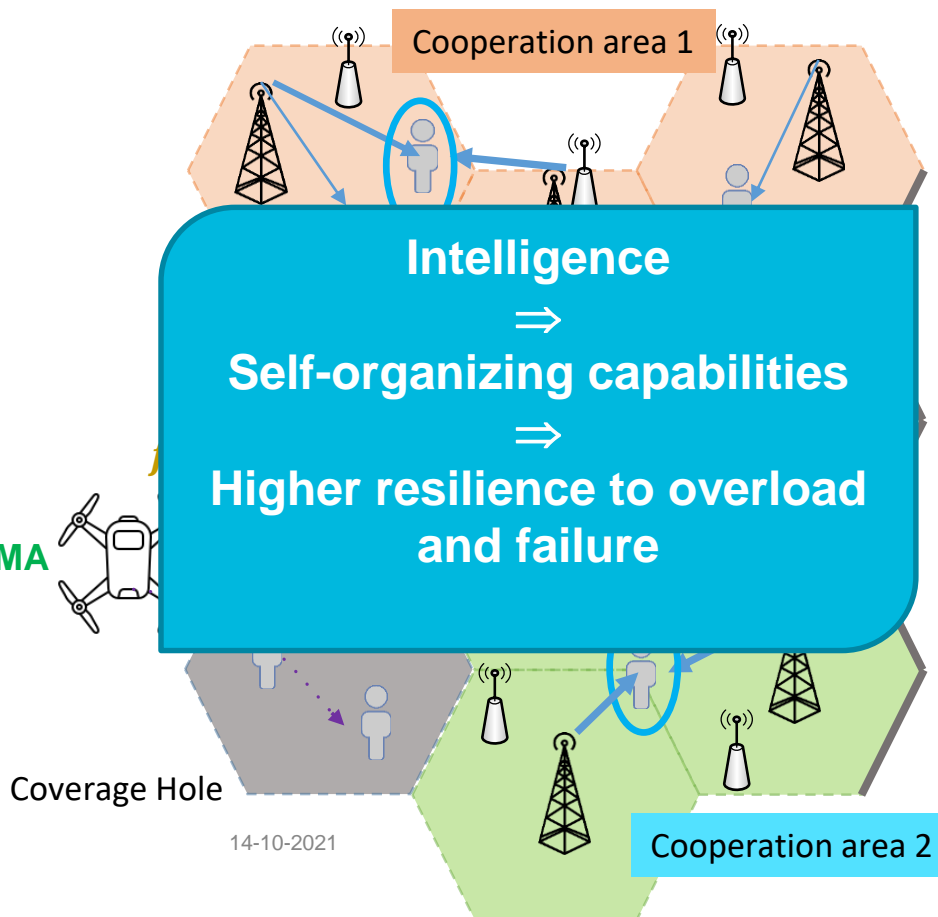 Cooperation area 1
Intelligence
⇒
Self-organizing capabilities
⇒
Higher resilience to overload
and failure
MA
Coverage Hole
14-10-2021
Cooperation area 2